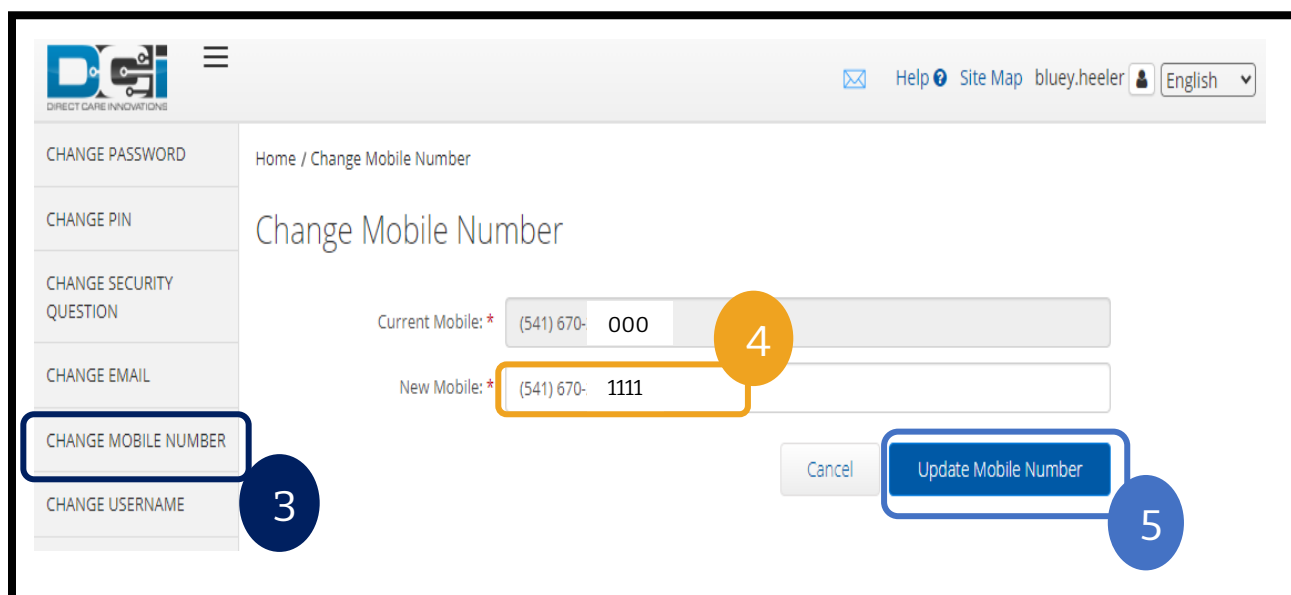 DCI
DIRECT CARE INNOVATIONS
Help ? Site Map bluey.heeler English
CHANGE PASSWORD
Home / Change Mobile Number
CHANGE PIN
Change Mobile Number
CHANGE SECURITY
QUESTION
Current Mobile: * (541) 670- 000
4
CHANGE EMAIL
New Mobile: * (541) 670- 1111
CHANGE MOBILE NUMBER
Cancel Update Mobile Number
CHANGE USERNAME
3
5